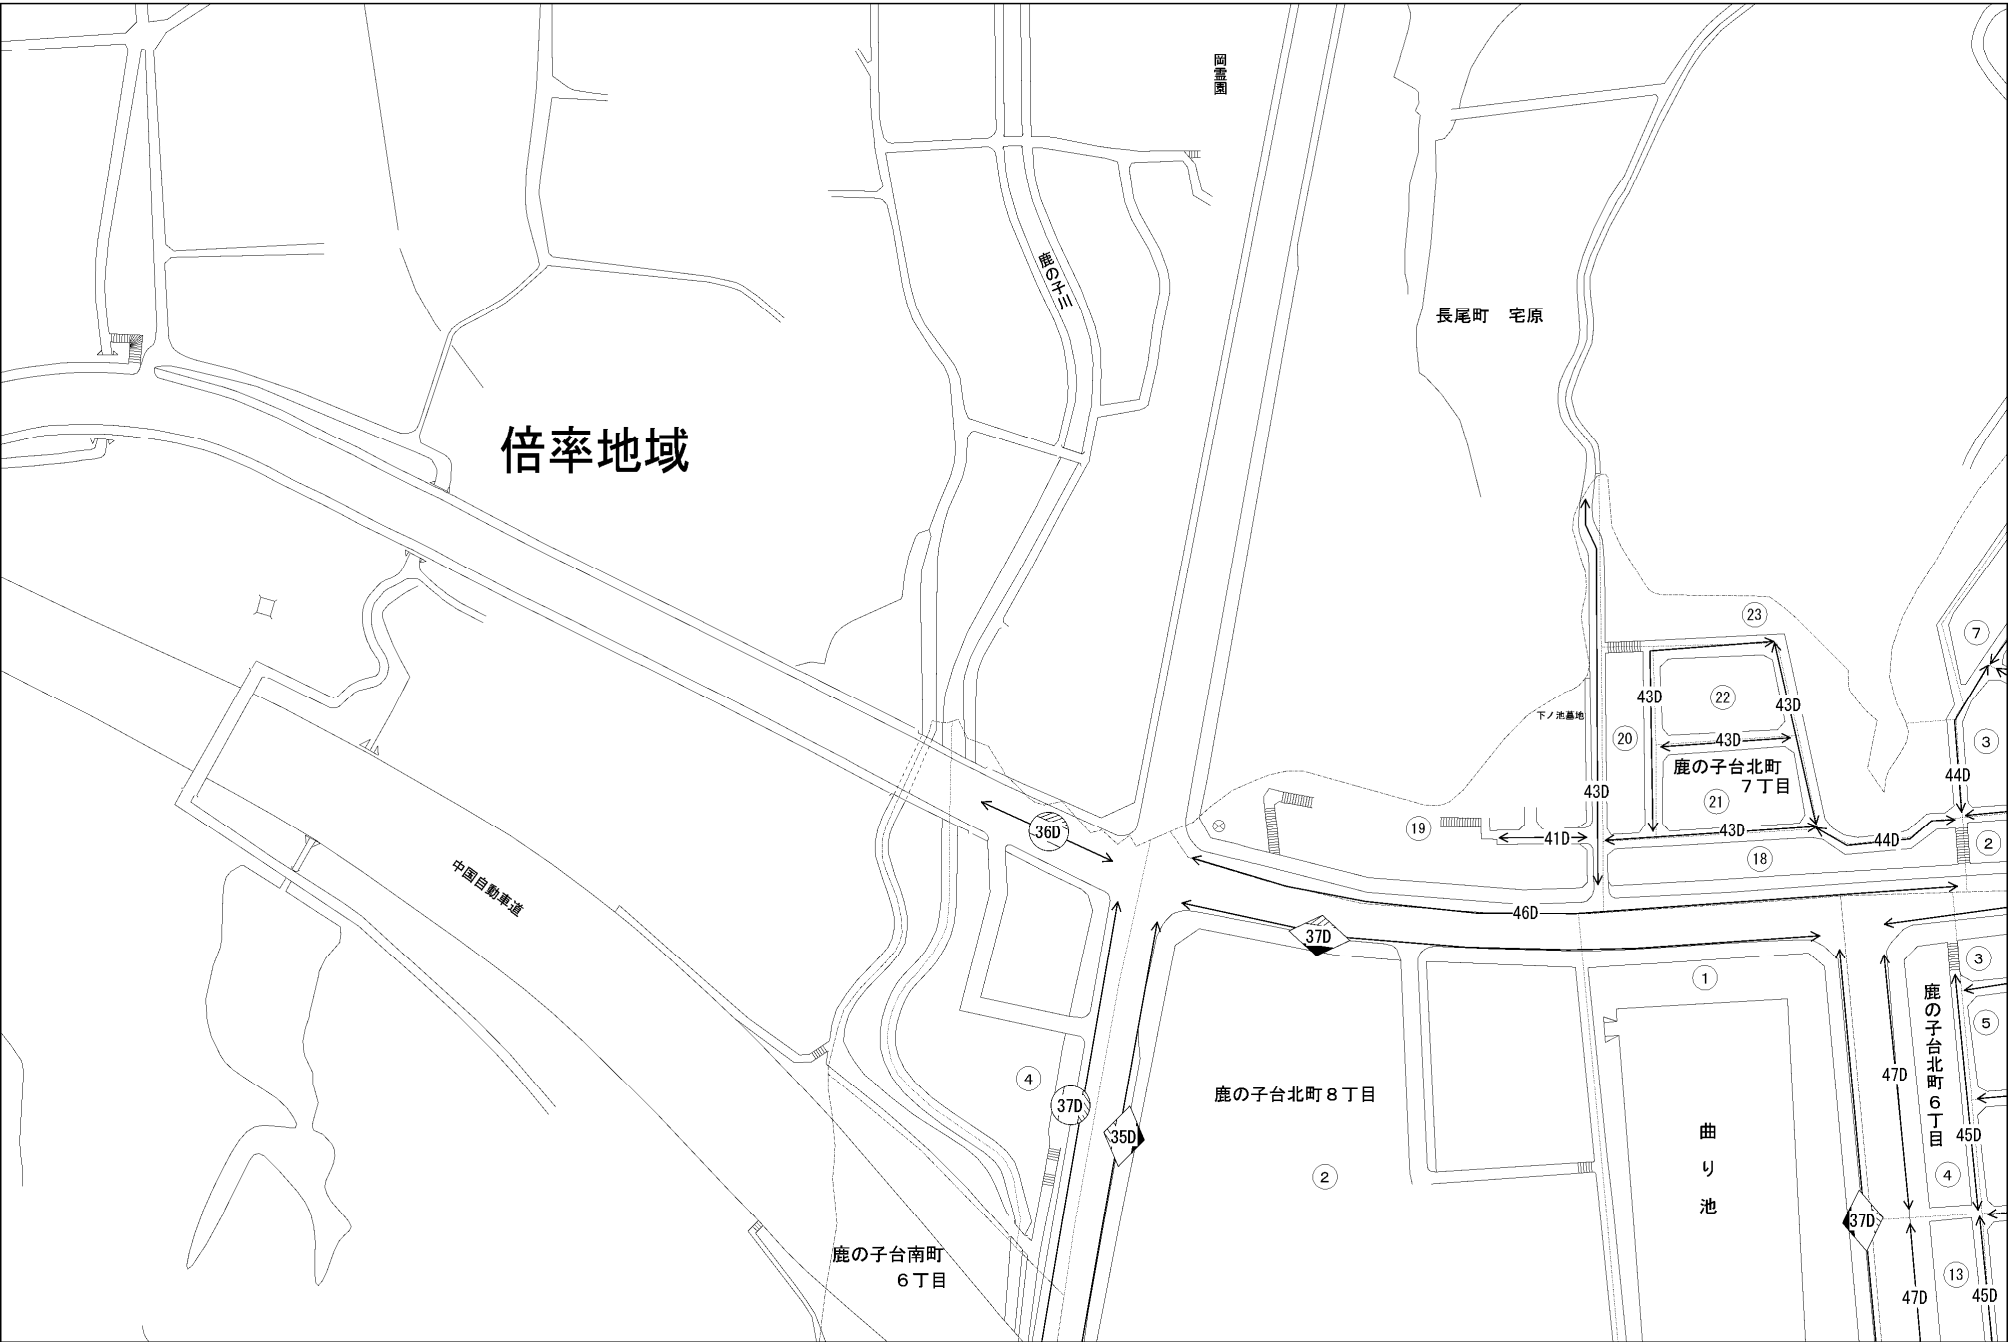 岡霊園
鹿の子川
長尾町　宅原
倍率地域
23
7
43D
22
43D
下ノ池墓地
20
43D
3
鹿の子台北町
７丁目
44D
43D
21
36D
19
41D
43D
44D
2
18
中国自動車道
46D
37D
1
3
鹿の子台北町６丁目
5
47D
4
37D
鹿の子台北町８丁目
35D
曲り池
45D
2
4
37D
鹿の子台南町
６丁目
13
47D
45D